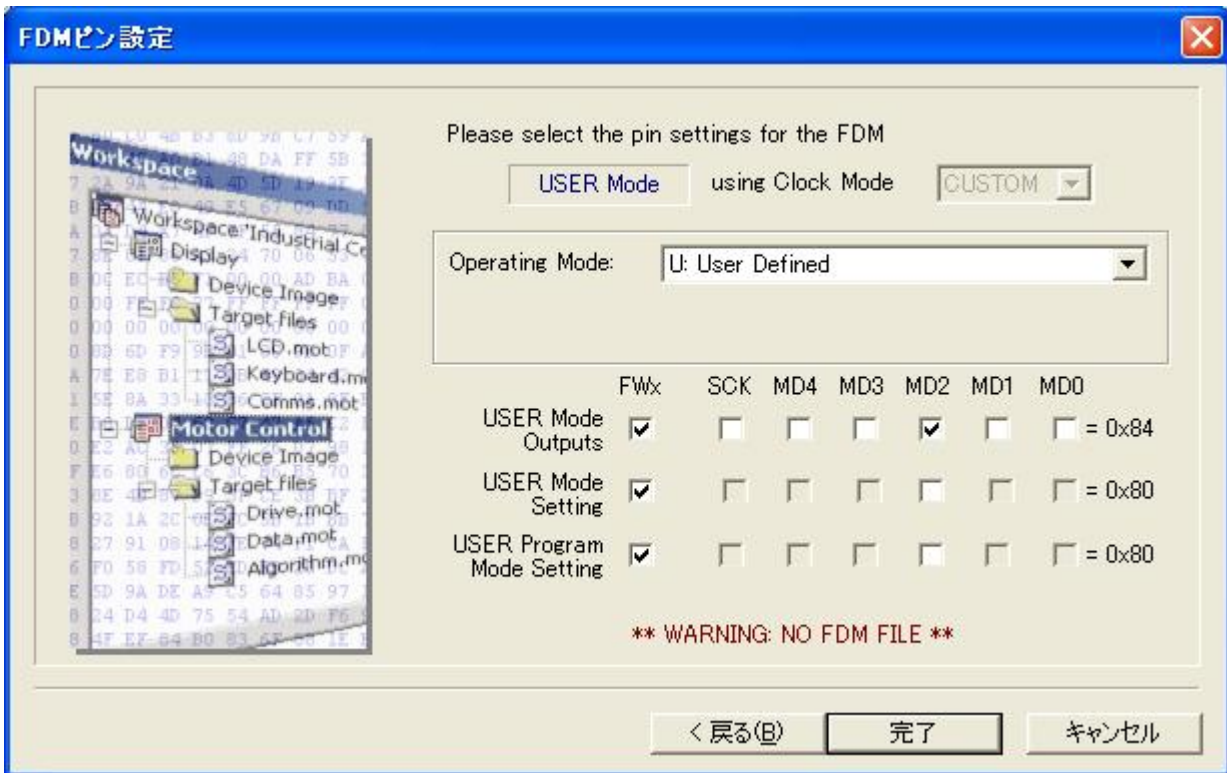 FDMピン設定
Workspace
Workspace 'Industrial Co
Display
Device Image
Target files
LCD.mot
Keyboard.m
Comms.mot
Motor Control
Device Image
Target files
Drive.mot
Data.mot
Algorithm.mo
Please select the pin settings for the FDM
USER Mode using Clock Mode CUSTOM
Operating Mode: U: User Defined
FWx SCK MD4 MD3 MD2 MD1 MD0
USER Mode
Outputs = 0x84
USER Mode
Setting = 0x80
USER Program
Mode Setting = 0x80
** WARNING: NO FDM FILE **
< 戻る(B) 完了 キャンセル